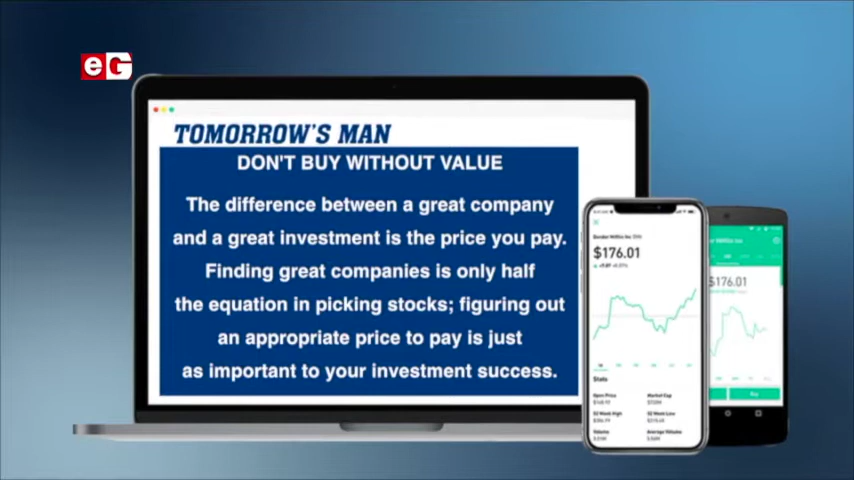 eG
TOMORROW'S MAN
DON'T BUY WITHOUT VALUE
The difference between a great company
and a great investment is the price you pay.
Finding great companies is only half
the equation in picking stocks; figuring out
an appropriate price to pay is just
as important to your investment success.
$176.01
Stats
Open Price
Market Cap
52 Week High
52 Week Low
Volume
Average Volume
$176.01
Buy